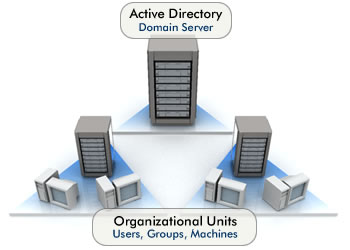 Active Directory
Domain Server
Organizational Units
Users, Groups, Machines